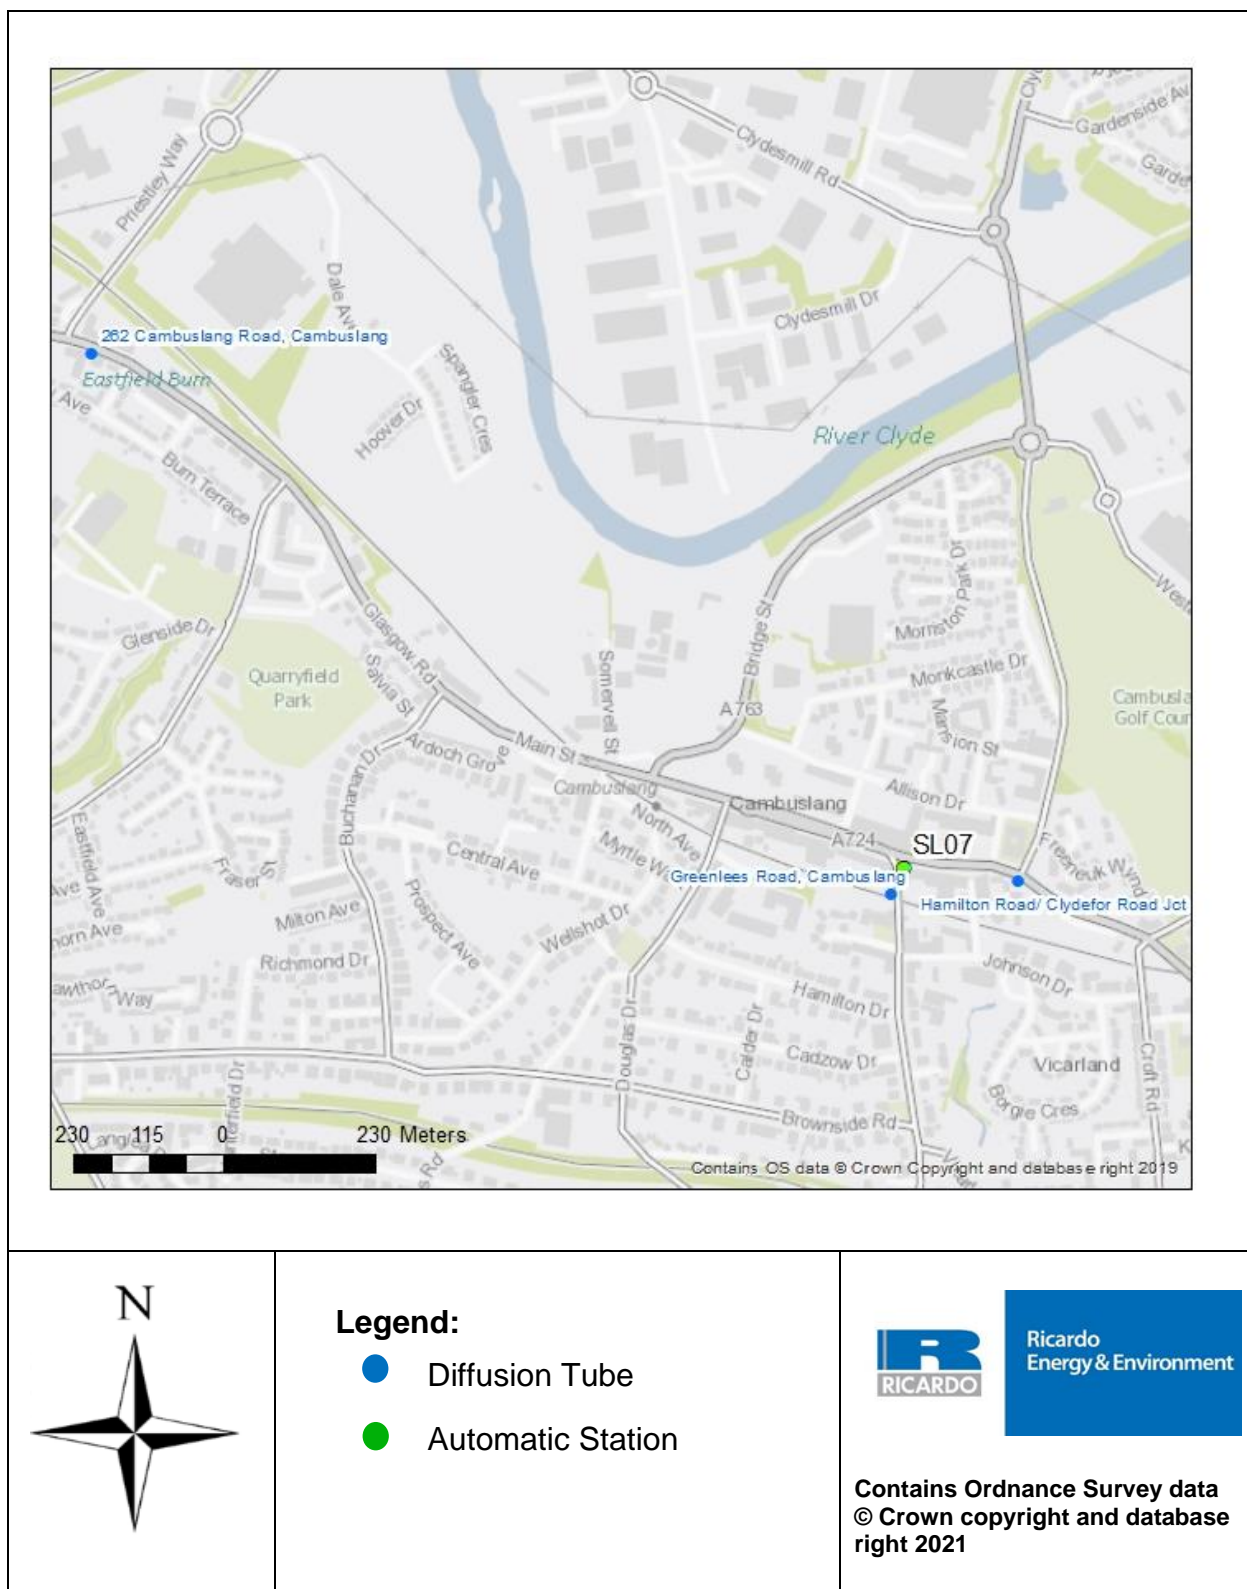 Gardenside Av
Clydesmill Rd
Priestley Way
Garde
Dale Ave
Clydesmill Dr
262 Cambuslang Road, Cambuslang
Eastfield Burn
Spangler Cres
Ave
Hoover Dr
River Clyde
Burn Terrace
Morriston Park Dr
Glenside Dr
Glasgow Rd
Bridge St
Quarryfield
Park
Salvia St
Somervell St
Monkcastle Dr
Cambusla
Golf Cour
A763
Mansion St
Ardoch Grove
Main St
Cambuslang
Cambuslang
Allison Dr
Buchanan Dr
North Ave
A724
SL07
Eastfield Ave
Fraser St
Central Ave
Myrtle W
Greenlees Road, Cambuslang
Hamilton Road/ Clydefor Road Jct
Milton Ave
Prospect Ave
Wellshot Dr
Richmond Dr
Johnson Dr
Hamilton Dr
Douglas Dr
Calder Dr
Cadzow Dr
Vicarland
Croft Rd
Borgie Cres
Brownside Rd
230 115 0 230 Meters
Contains OS data © Crown Copyright and database right 2019
N
Legend:
Diffusion Tube
Automatic Station
RICARDO
Ricardo
Energy & Environment
Contains Ordnance Survey data
© Crown copyright and database
right 2021